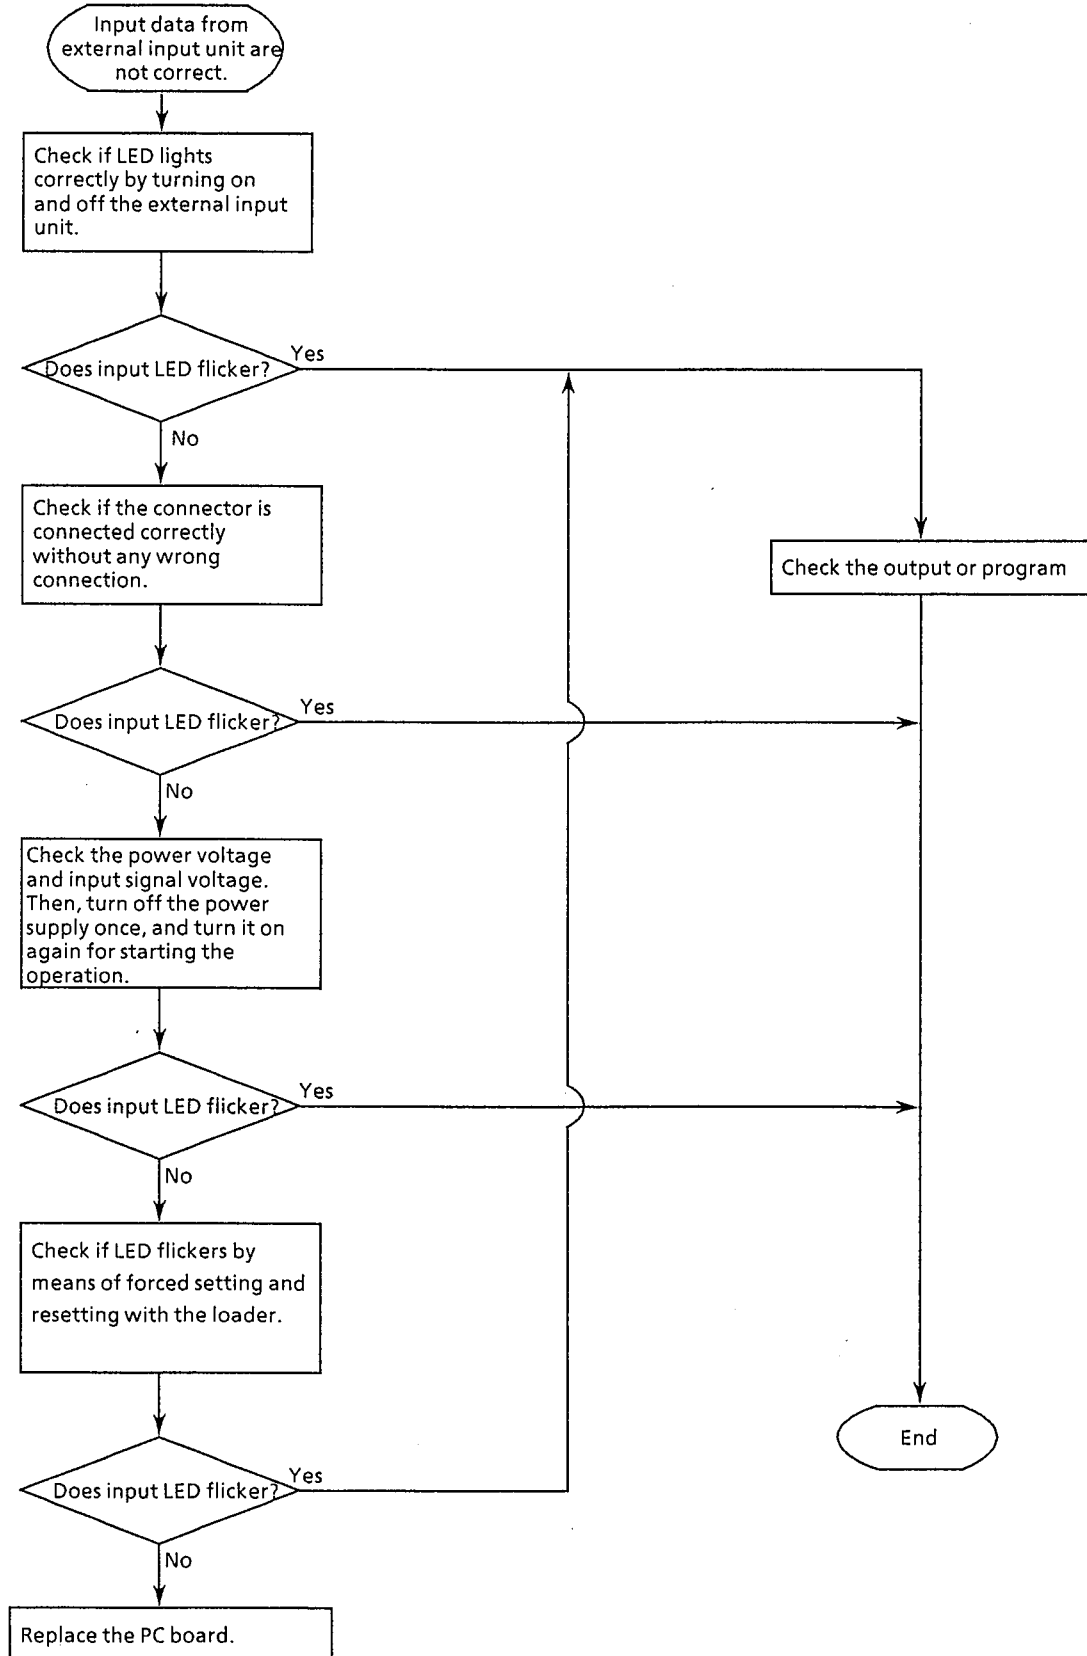 Input data from
external input unit are
not correct.
Check if LED lights
correctly by turning on
and off the external input
unit.
Does input LED flicker?
Yes
No
Check if the connector is
connected correctly
without any wrong
connection.
Check the output or program
Does input LED flicker?
Yes
No
Check the power voltage
and input signal voltage.
Then, turn off the power
supply once, and turn it on
again for starting the
operation.
Does input LED flicker?
Yes
No
Check if LED flickers by
means of forced setting and
resetting with the loader.
End
Does input LED flicker?
Yes
No
Replace the PC board.